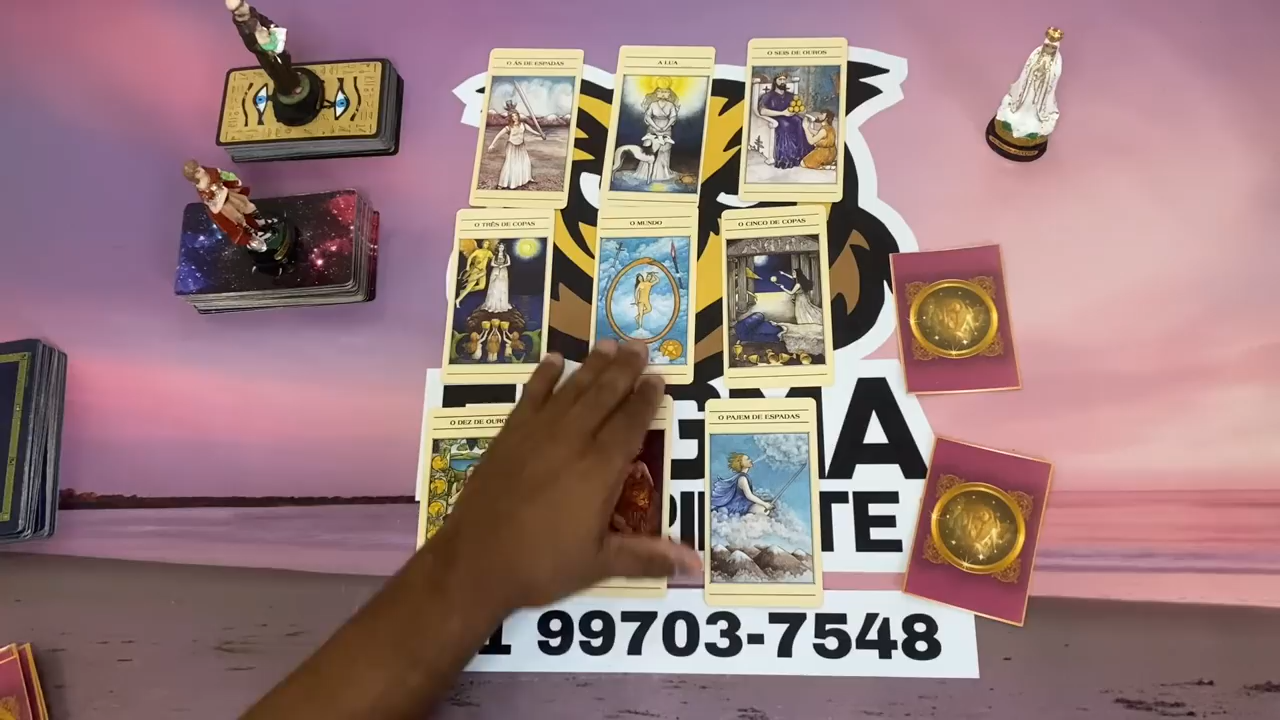 O ÁS DE ESPADAS
A LUA
O SEIS DE OUROS
O TRÊS DE COPAS
O MUNDO
O CINCO DE COPAS
O DEZ DE OURO
O PAJEM DE ESPADAS
99703-7548